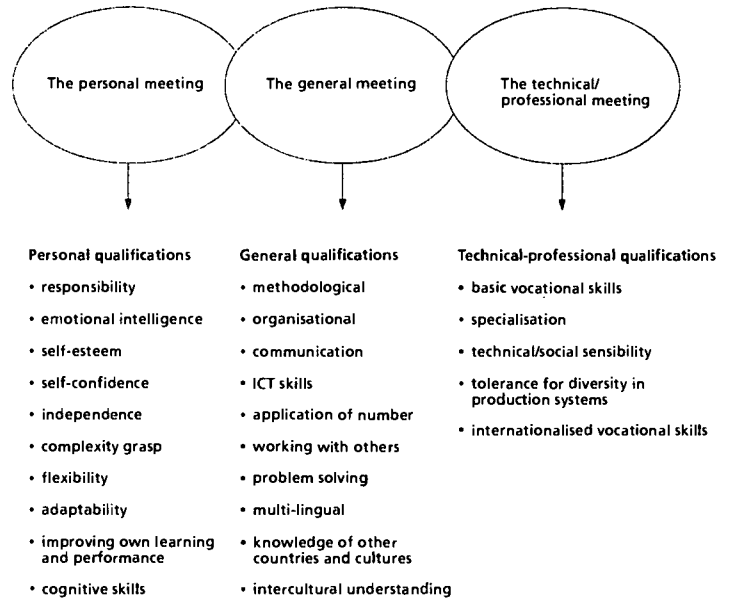 The personal meeting
The general meeting
The technical/
professional meeting
Personal qualifications
• responsibility
• emotional intelligence
• self-esteem
• self-confidence
• independence
• complexity grasp
• flexibility
• adaptability
• improving own learning
and performance
• cognitive skills
General qualifications
• methodological
• organisational
• communication
• ICT skills
• application of number
• working with others
• problem solving
• multi-lingual
• knowledge of other
countries and cultures
• intercultural understanding
Technical-professional qualifications
• basic vocational skills
• specialisation
• technical/social sensibility
• tolerance for diversity in
production systems
• internationalised vocational skills